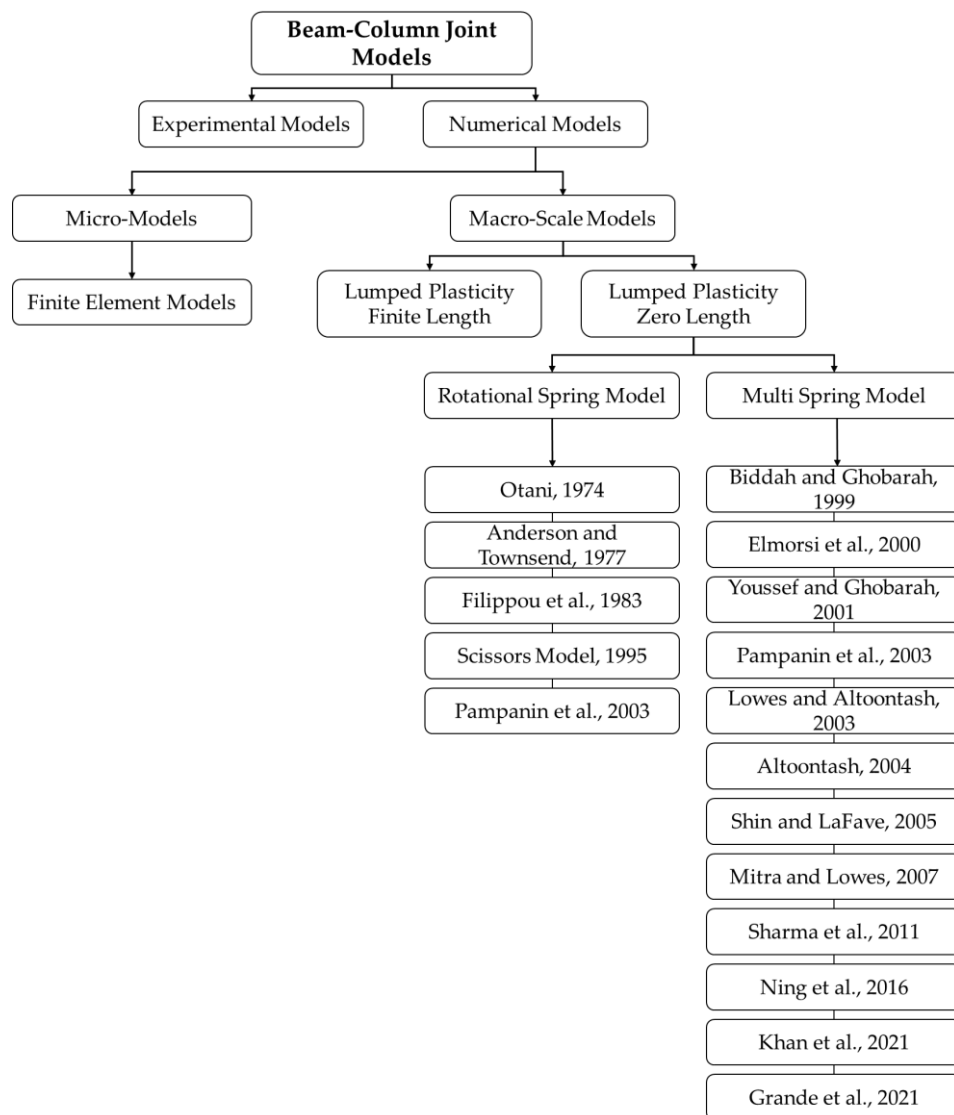 Beam-Column Joint
Models
Experimental Models
Numerical Models
Micro-Models
Macro-Scale Models
Finite Element Models
Lumped Plasticity
Finite Length
Lumped Plasticity
Zero Length
Rotational Spring Model
Multi Spring Model
Otani, 1974
Anderson and
Townsend, 1977
Filippou et al., 1983
Scissors Model, 1995
Pampanin et al., 2003
Biddah and Ghobarah,
1999
Elmorsi et al., 2000
Youssef and Ghobarah,
2001
Pampanin et al., 2003
Lowes and Altoontash,
2003
Altoontash, 2004
Shin and LaFave, 2005
Mitra and Lowes, 2007
Sharma et al., 2011
Ning et al., 2016
Khan et al., 2021
Grande et al., 2021